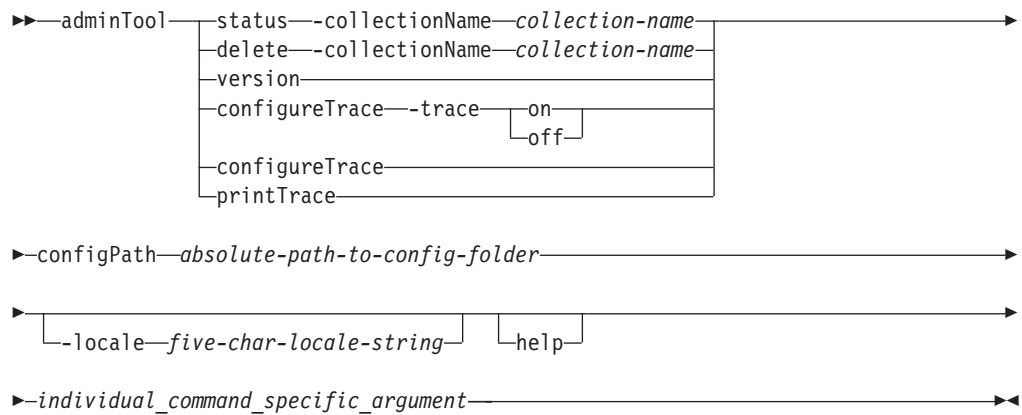 adminTool status -collectionName collection-name
delete -collectionName collection-name
version
configureTrace -trace on
off
configureTrace
printTrace
configPath absolute-path-to-config-folder
-locale five-char-locale-string help
individual_command_specific_argument